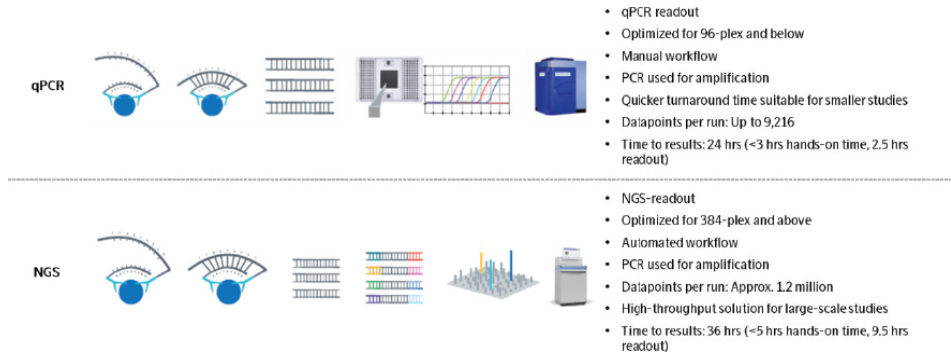 qPCR
• qPCR readout
• Optimized for 96-plex and below
• Manual workflow
• PCR used for amplification
• Quicker turnaround time suitable for smaller studies
• Datapoints per run: Up to 9,216
• Time to results: 24 hrs (<3 hrs hands-on time, 2.5 hrs
readout)
NGS
• NGS-readout
• Optimized for 384-plex and above
• Automated workflow
• PCR used for amplification
• Datapoints per run: Approx. 1.2 million
• High-throughput solution for large-scale studies
• Time to results: 36 hrs (<5 hrs hands-on time, 9.5 hrs
readout)